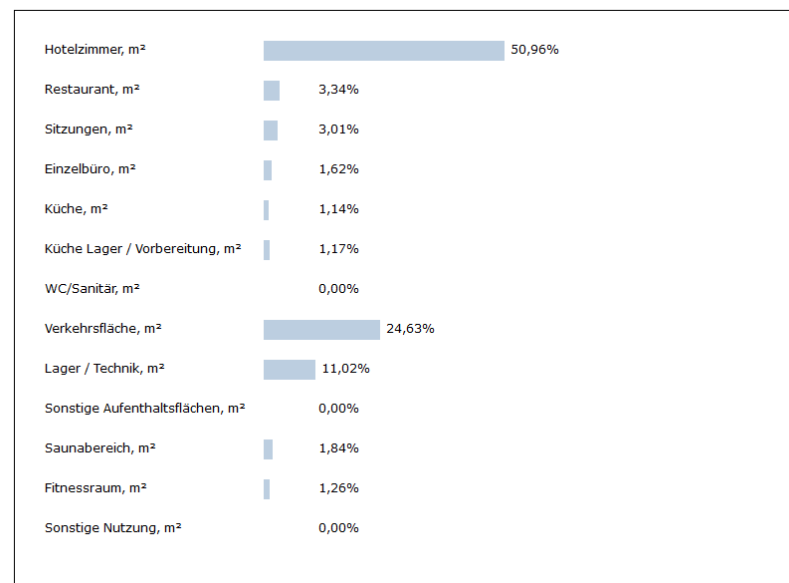 Hotelzimmer, m² 50,96%
Restaurant, m² 3,34%
Sitzungen, m² 3,01%
Einzelbüro, m² 1,62%
Küche, m² 1,14%
Küche Lager / Vorbereitung, m² 1,17%
WC/Sanitär, m² 0,00%
Verkehrsfläche, m² 24,63%
Lager / Technik, m² 11,02%
Sonstige Aufenthaltsflächen, m² 0,00%
Saunabereich, m² 1,84%
Fitnessraum, m² 1,26%
Sonstige Nutzung, m² 0,00%